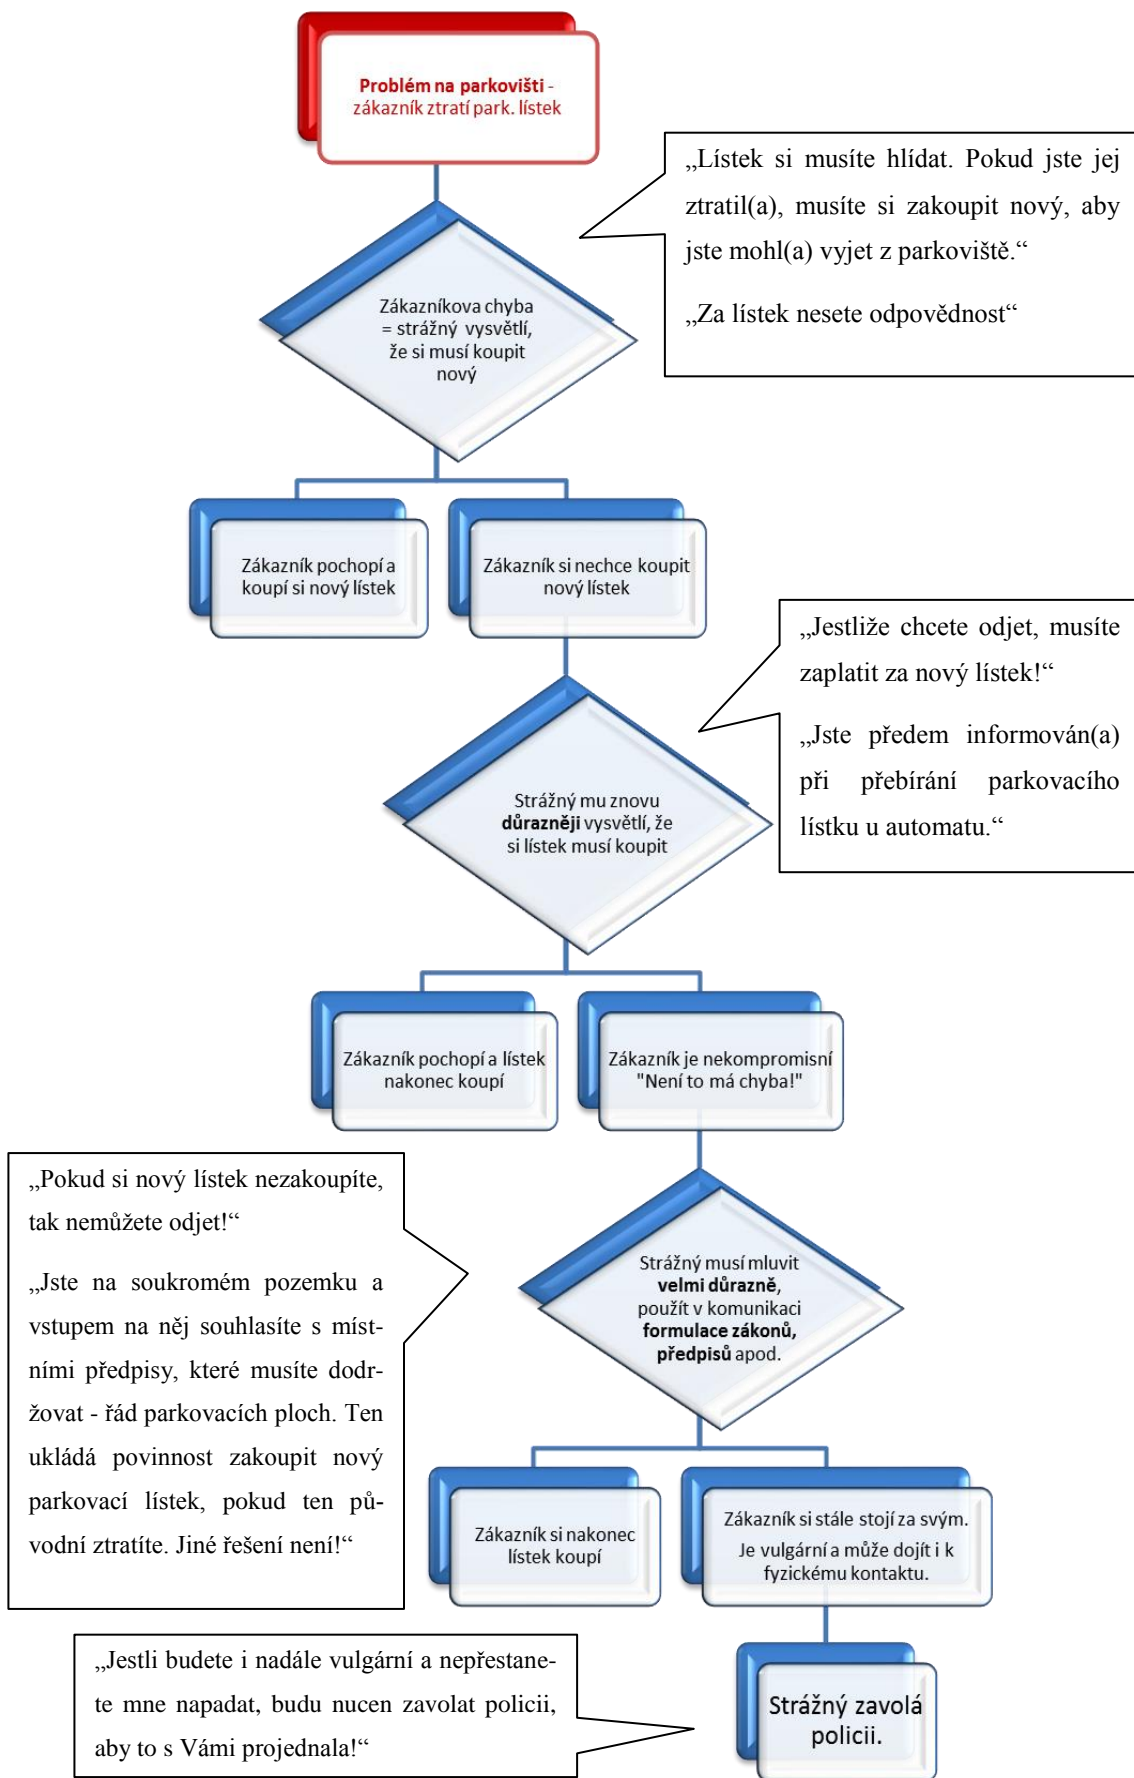 Problém na parkovišti -
zákazník ztratí park. lístek
„Lístek si musíte hlídat. Pokud jste jej
ztratil(a), musíte si zakoupit nový, aby
jste mohl(a) vyjet z parkoviště.“
„Za lístek nesete odpovědnost“
Zákazníkova chyba
= strážný vysvětlí,
že si musí koupit
nový
Zákazník pochopí a
koupí si nový lístek
Zákazník si nechce koupit
nový lístek
„Jestliže chcete odjet, musíte
zaplatit za nový lístek!“
„Jste předem informován(a)
při přebírání parkovacího
lístku u automatu.“
Strážný mu znovu
důrazněji vysvětlí, že
si lístek musí koupit
Zákazník pochopí a lístek
nakonec koupí
Zákazník je nekompromisní
"Není to má chyba!"
„Pokud si nový lístek nezakoupíte,
tak nemůžete odjet!“
„Jste na soukromém pozemku a
vstupem na něj souhlasíte s míst-
ními předpisy, které musíte dodr-
žovat - řád parkovacích ploch. Ten
ukládá povinnost zakoupit nový
parkovací lístek, pokud ten pů-
vodní ztratíte. Jiné řešení není!“
Strážný musí mluvit
velmi důrazně,
použít v komunikaci
formulace zákonů,
předpisů apod.
Zákazník si nakonec
lístek koupí
Zákazník si stále stojí za svým.
Je vulgární a může dojít i k
fyzickému kontaktu.
„Jestli budete i nadále vulgární a nepřestane-
te mne napadat, budu nucen zavolat policii,
aby to s Vámi projednala!“
Strážný zavolá
policii.